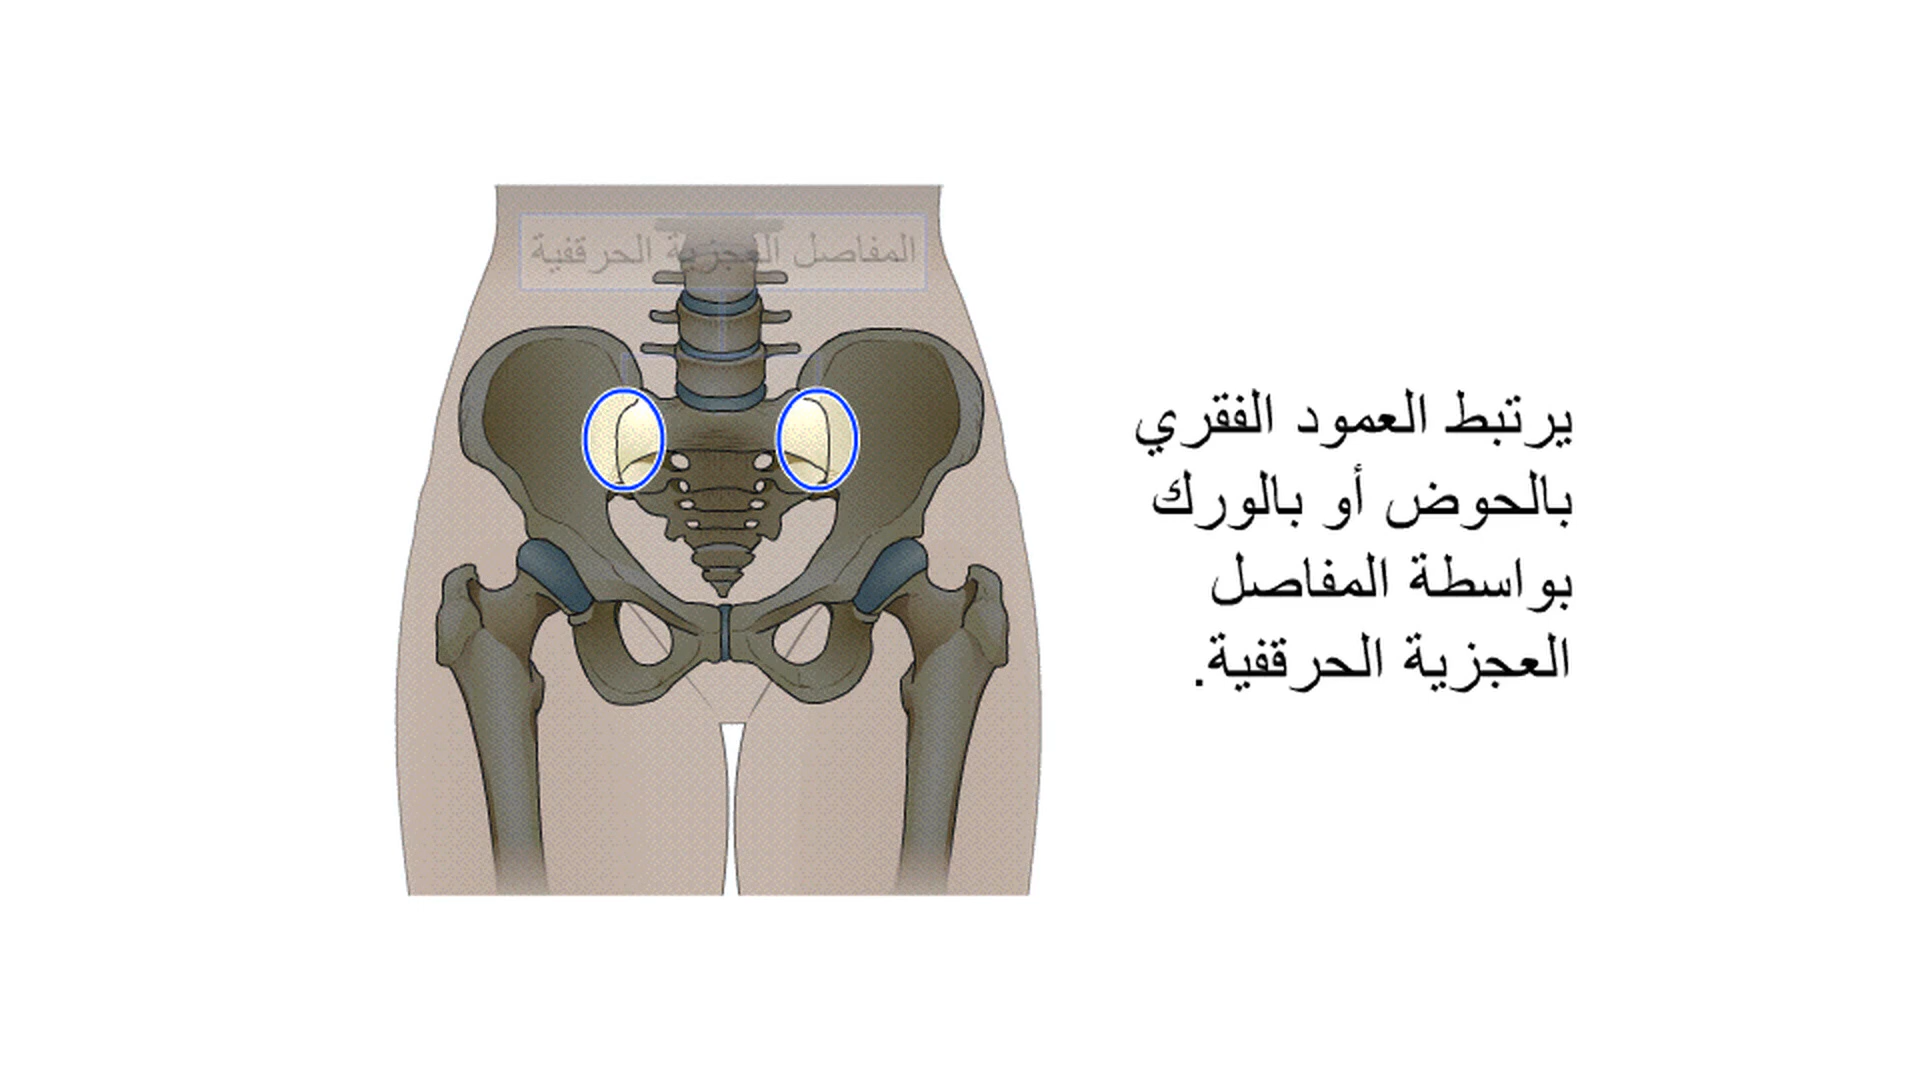 المفاصل العجزية الحرقفية
يرتبط العمود الفقري
بالحوض أو بالورك
بواسطة المفاصل
العجزية الحرقفية.